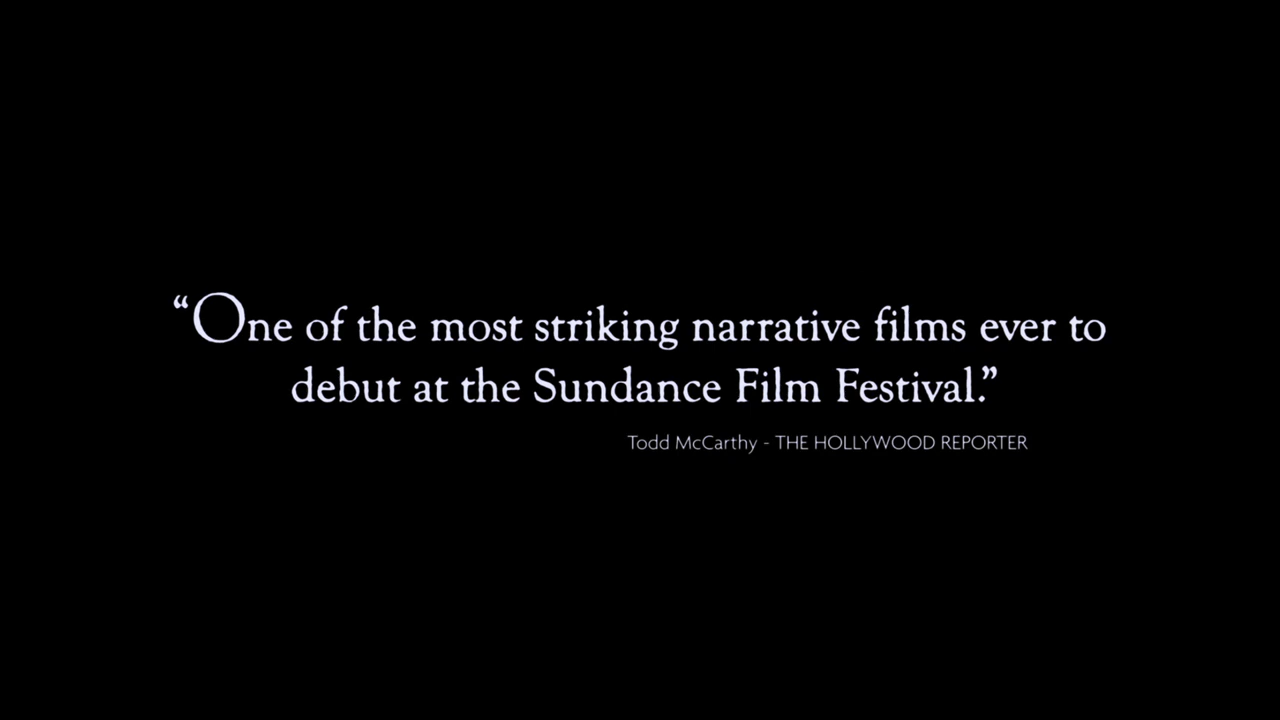 “One of the most striking narrative films ever to
debut at the Sundance Film Festival.”
Todd McCarthy - THE HOLLYWOOD REPORTER